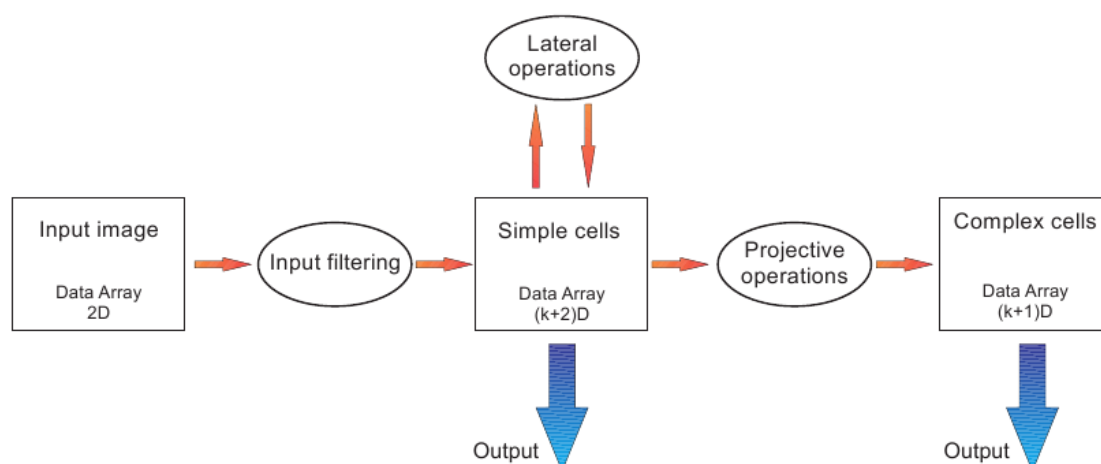 Lateral
operations
Input image
Data Array
2D
Input filtering
Simple cells
Data Array
(k+2)D
Projective
operations
Complex cells
Data Array
(k+1)D
Output
Output